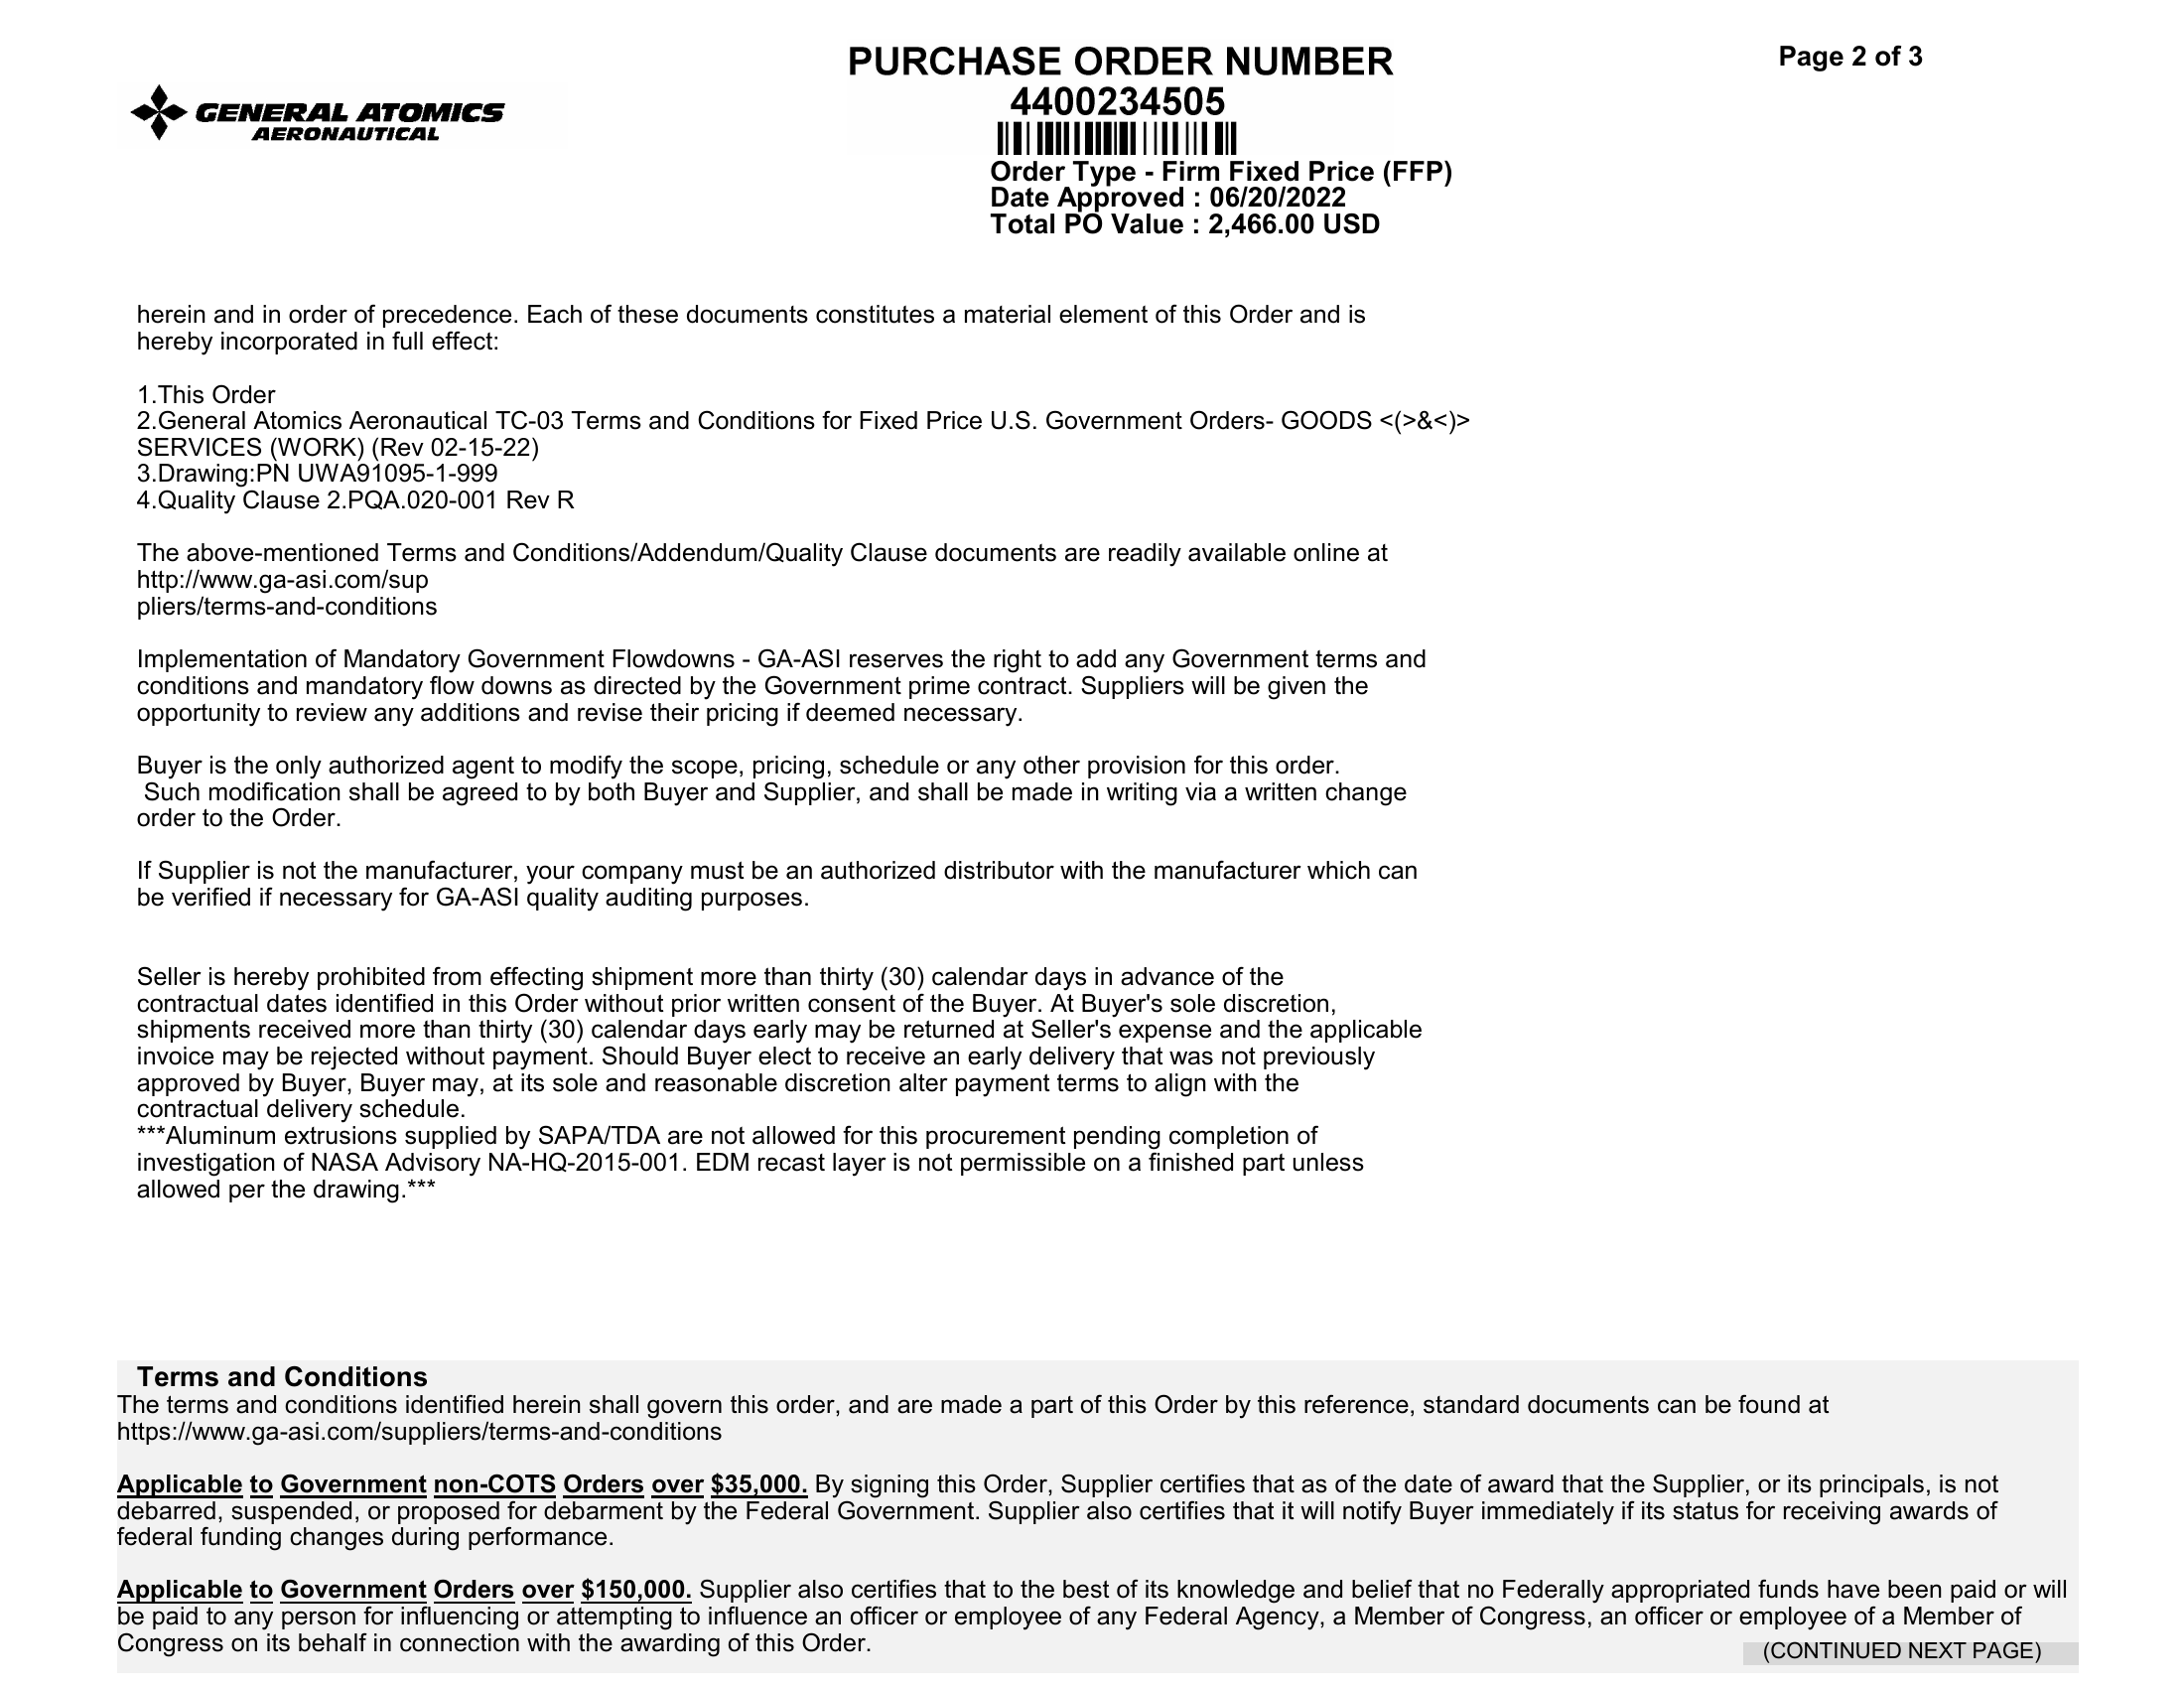 PURCHASE ORDER NUMBER
Page 2 of 3
4400234505
GENERAL ATOMICS
AERONAUTICAL
Order Type - Firm Fixed Price (FFP)
Date Approved : 06/20/2022
Total PO Value : 2,466.00 USD
herein and in order of precedence. Each of these documents constitutes a material element of this Order and is
hereby incorporated in full effect:
1.This Order
2.General Atomics Aeronautical TC-03 Terms and Conditions for Fixed Price U.S. Government Orders- GOODS <(>&<)>
SERVICES (WORK) (Rev 02-15-22)
3.Drawing:PN UWA91095-1-999
4.Quality Clause 2.PQA.020-001 Rev R
The above-mentioned Terms and Conditions/Addendum/Quality Clause documents are readily available online at
http://www.ga-asi.com/sup
pliers/terms-and-conditions
Implementation of Mandatory Government Flowdowns - GA-ASI reserves the right to add any Government terms and
conditions and mandatory flow downs as directed by the Government prime contract. Suppliers will be given the
opportunity to review any additions and revise their pricing if deemed necessary.
Buyer is the only authorized agent to modify the scope, pricing, schedule or any other provision for this order.
Such modification shall be agreed to by both Buyer and Supplier, and shall be made in writing via a written change
order to the Order.
If Supplier is not the manufacturer, your company must be an authorized distributor with the manufacturer which can
be verified if necessary for GA-ASI quality auditing purposes.
Seller is hereby prohibited from effecting shipment more than thirty (30) calendar days in advance of the
contractual dates identified in this Order without prior written consent of the Buyer. At Buyer's sole discretion,
shipments received more than thirty (30) calendar days early may be returned at Seller's expense and the applicable
invoice may be rejected without payment. Should Buyer elect to receive an early delivery that was not previously
approved by Buyer, Buyer may, at its sole and reasonable discretion alter payment terms to align with the
contractual delivery schedule.
***Aluminum extrusions supplied by SAPA/TDA are not allowed for this procurement pending completion of
investigation of NASA Advisory NA-HQ-2015-001. EDM recast layer is not permissible on a finished part unless
allowed per the drawing.***
Terms and Conditions
The terms and conditions identified herein shall govern this order, and are made a part of this Order by this reference, standard documents can be found at
https://www.ga-asi.com/suppliers/terms-and-conditions
Applicable to Government non-COTS Orders over $35,000. By signing this Order, Supplier certifies that as of the date of award that the Supplier, or its principals, is not
debarred, suspended, or proposed for debarment by the Federal Government. Supplier also certifies that it will notify Buyer immediately if its status for receiving awards of
federal funding changes during performance.
Applicable to Government Orders over $150,000. Supplier also certifies that to the best of its knowledge and belief that no Federally appropriated funds have been paid or will
be paid to any person for influencing or attempting to influence an officer or employee of any Federal Agency, a Member of Congress, an officer or employee of a Member of
Congress on its behalf in connection with the awarding of this Order.
(CONTINUED NEXT PAGE)